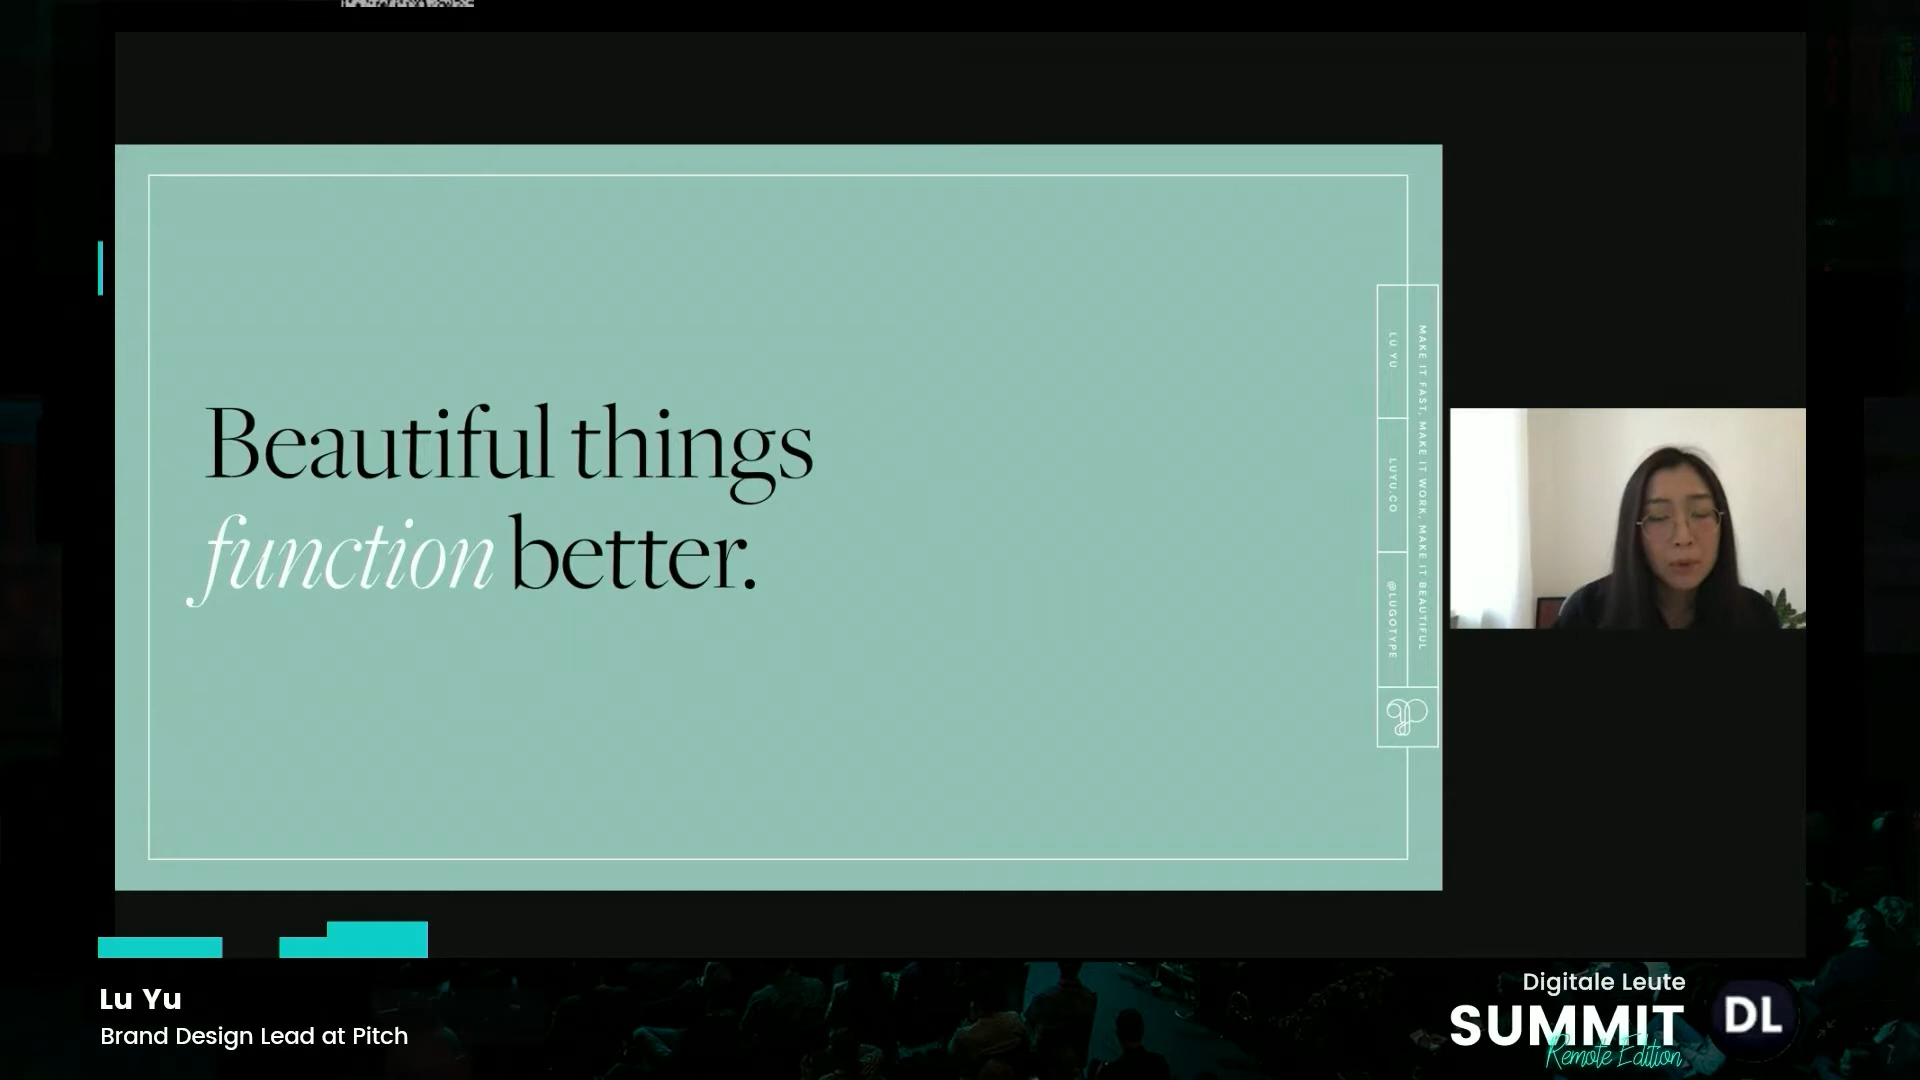 Beautiful things
function better.
MAKE IT FAST, MAKE IT WORK, MAKE IT BEAUTIFUL
LU YU
LUYU.CO
@LUGOTYPE
Lu Yu
Brand Design Lead at Pitch
Digitale Leute
SUMMIT
Remote Edition
DL